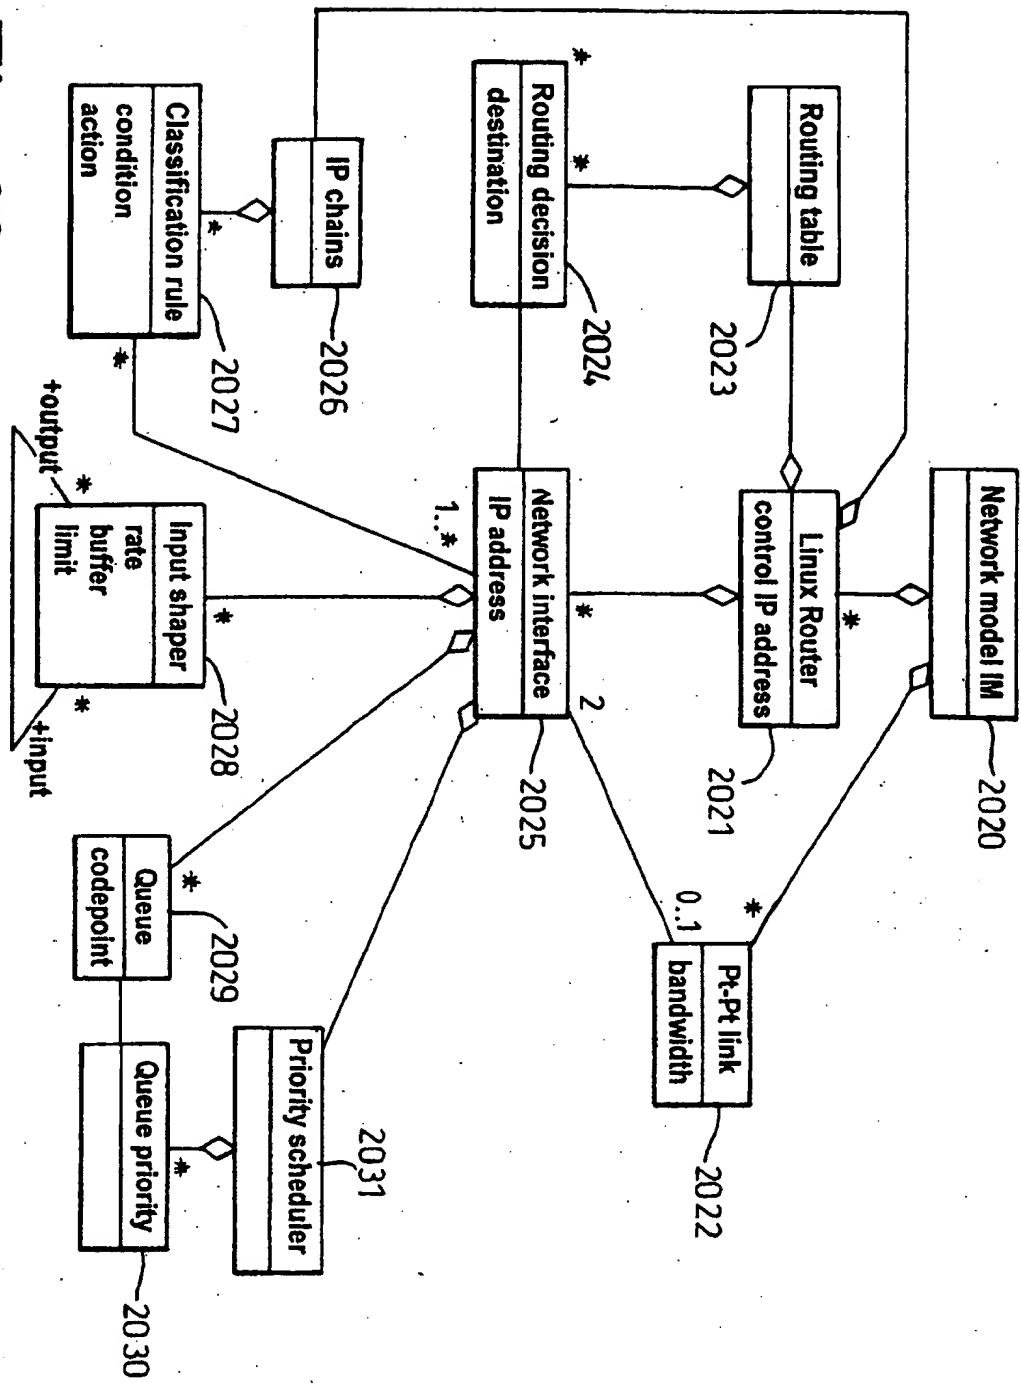 Network model IM
2020
*
*
Linux Router
control IP address
2021
Pt-Pt link
bandwidth
2022
0..1
Routing table
2023
*
*
Routing decision
destination
2024
*
2
Network interface
IP address
2025
1..*
IP chains
2026
*
Classification rule
condition
action
2027
*
*
Input shaper
rate
buffer
limit
2028
*
+output
*
+input
*
Queue
codepoint
2029
Priority scheduler
2031
*
Queue priority
2030